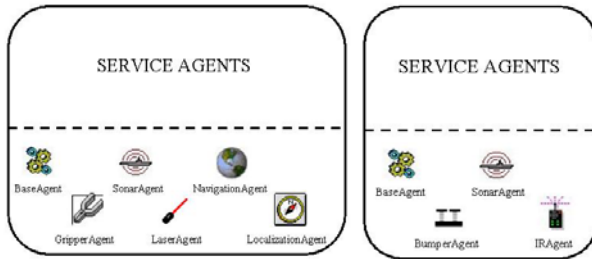 SERVICE AGENTS
BaseAgent SonarAgent NavigationAgent
GripperAgent LaserAgent LocalizationAgent
SERVICE AGENTS
BaseAgent SonarAgent
BumperAgent IRAgent